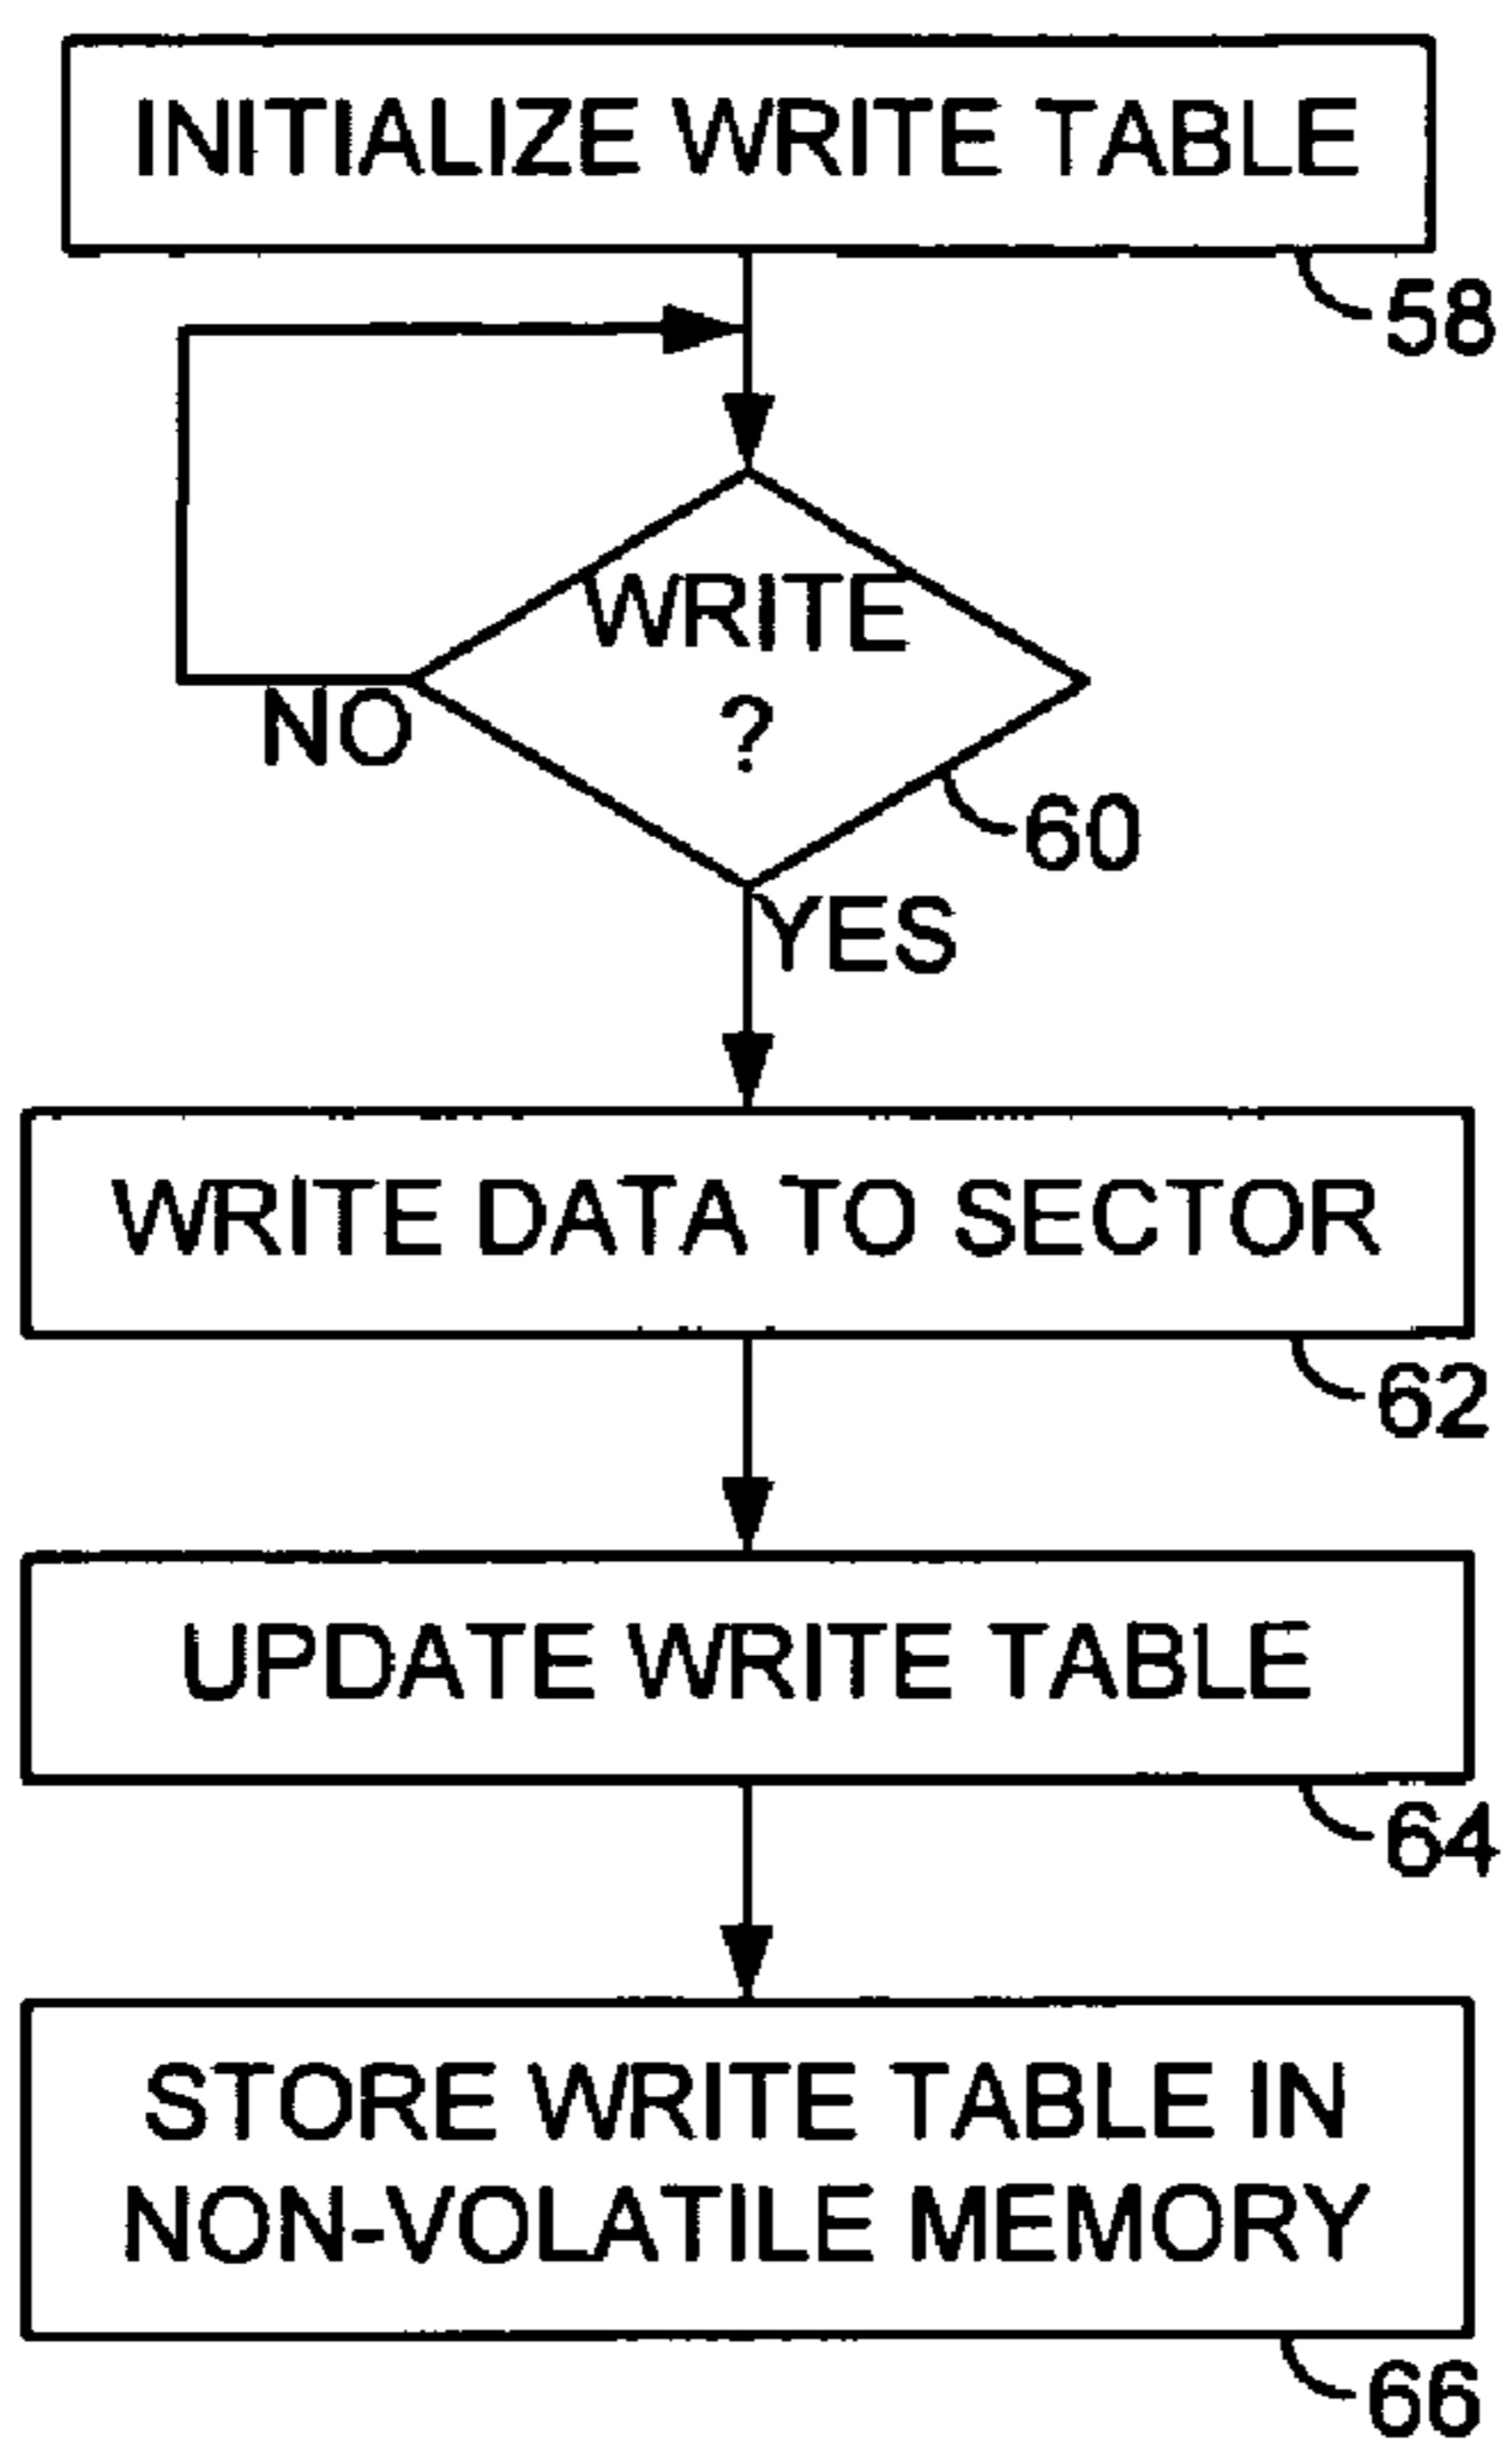 INITIALIZE WRITE TABLE
58
WRITE
?
NO
60
YES
WRITE DATA TO SECTOR
62
UPDATE WRITE TABLE
64
STORE WRITE TABLE IN
NON-VOLATILE MEMORY
66